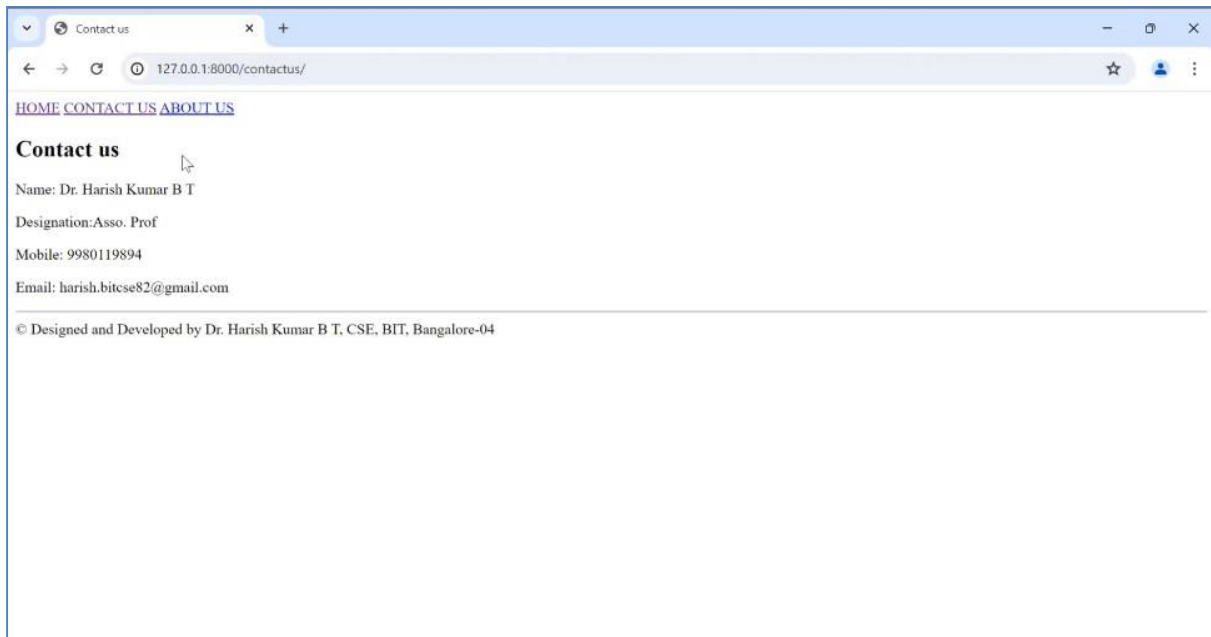 Contact us
127.0.0.1:8000/contactus/
HOME CONTACT US ABOUT US
Contact us
Name: Dr. Harish Kumar B T
Designation:Asso. Prof
Mobile: 9980119894
Email: harish.bitcse82@gmail.com
© Designed and Developed by Dr. Harish Kumar B T, CSE, BIT, Bangalore-04